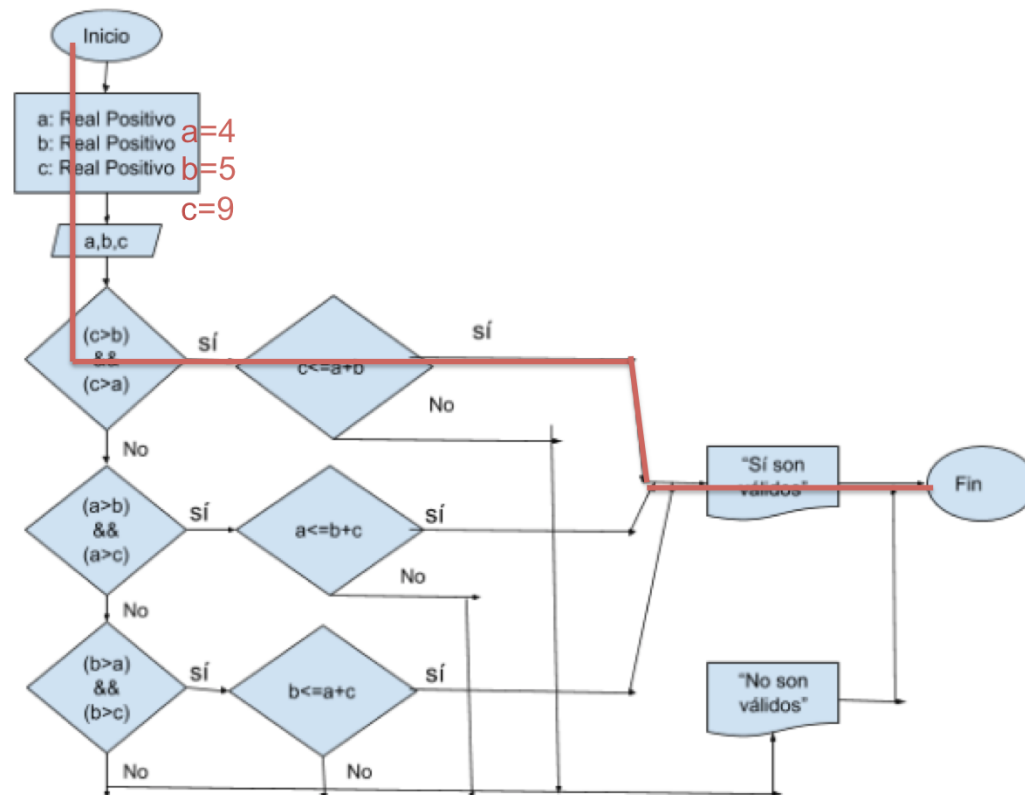 Inicio
a: Real Positivo
b: Real Positivo
c: Real Positivo
a=4
b=5
c=9
a,b,c
(c>b)
&&
(c>a)
sí
c<=a+b
sí
No
No
(a>b)
&&
(a>c)
sí
a<=b+c
sí
No
No
(b>a)
&&
(b>c)
sí
b<=a+c
sí
No
No
“Sí son
válidos”
Fin
“No son
válidos”